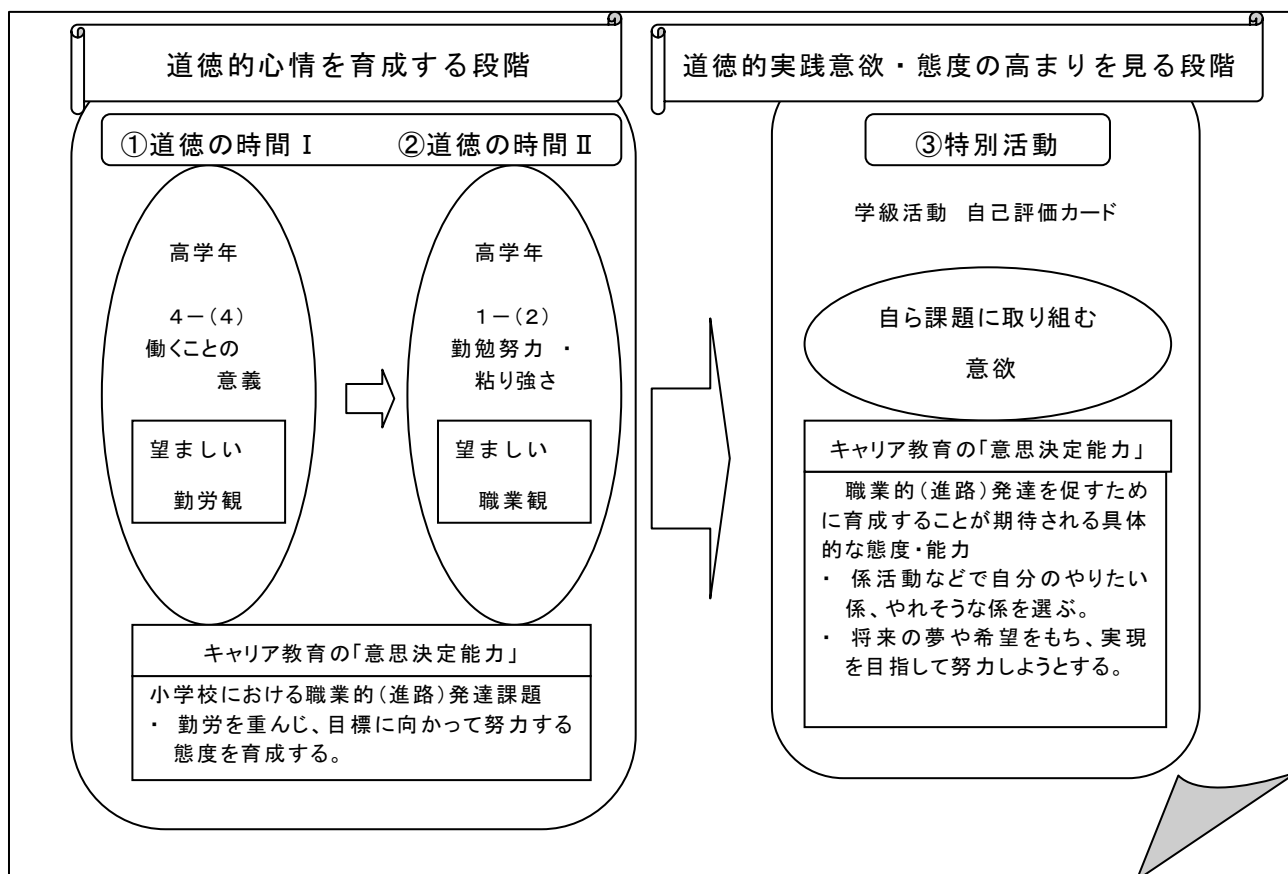 道徳的心情を育成する段階
①道徳の時間Ⅰ　②道徳の時間Ⅱ
高学年
4－(4)
働くことの
意義
望ましい
勤労観
高学年
1－(2)
勤勉努力・
粘り強さ
望ましい
職業観
キャリア教育の「意思決定能力」
小学校における職業的(進路)発達課題
・ 勤労を重んじ、目標に向かって努力する
態度を育成する。
道徳的実践意欲・態度の高まりを見る段階
③特別活動
学級活動　自己評価カード
自ら課題に取り組む
意欲
キャリア教育の「意思決定能力」
職業的(進路)発達を促すため
に育成することが期待される具体
的な態度・能力
・ 係活動などで自分のやりたい
係、やれそうな係を選ぶ。
・ 将来の夢や希望をもち、実現
を目指して努力しようとする。